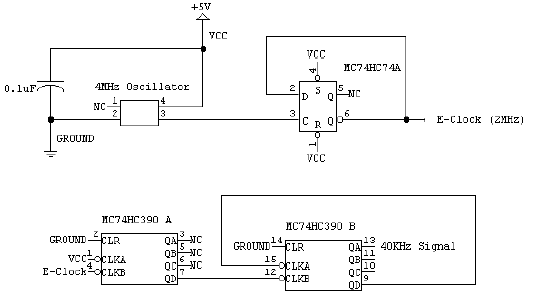 +5V
VCC
VCC
MC74HC74A
0.1uF
4MHz Oscillator
NC 1 4
2 3
GROUND
4
2 D S Q 5 NC
3 C R Q 6
1
VCC
E-Clock (2MHz)
MC74HC390 A
GROUND 2 CLR QA 3 NC
QB 5 NC
VCC 1 CLKA QC 6 NC
E-Clock 4 CLKB QD 7
MC74HC390 B
GROUND 14 CLR QA 13 40KHz Signal
15 CLKA QB 11
QC 10
12 CLKB QD 9